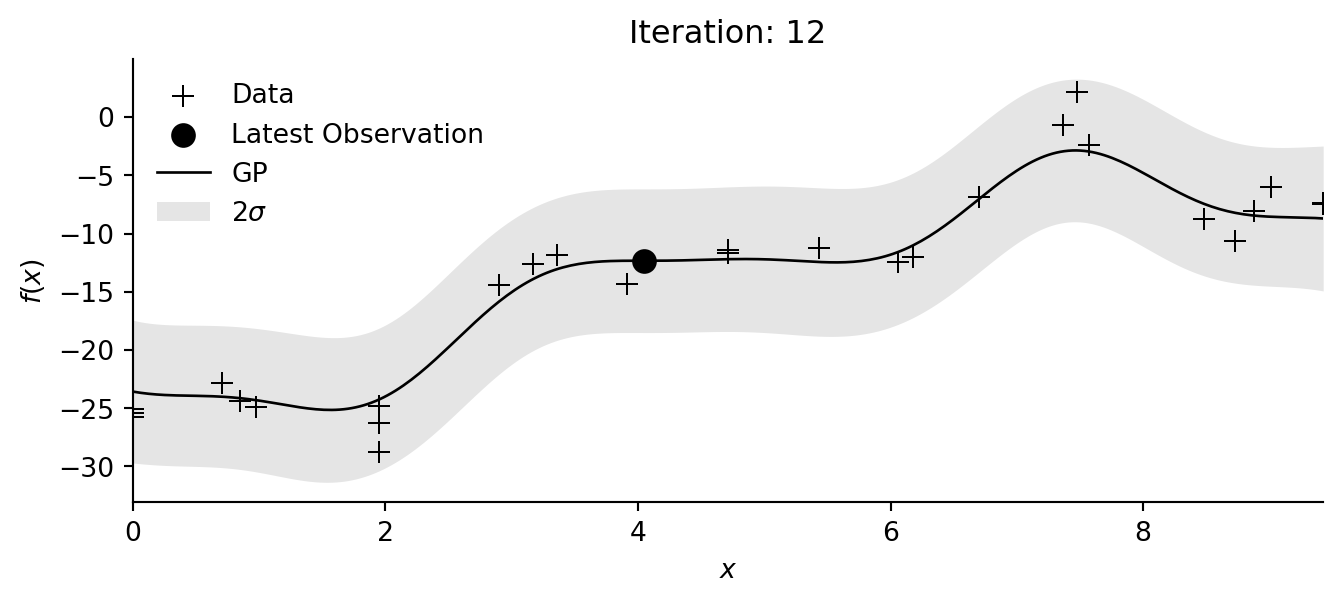 Iteration: 12
Data
Latest Observation
GP
2σ
0
−5
−10
−15
−20
−25
−30
f(x)
0 2 4 6 8
x